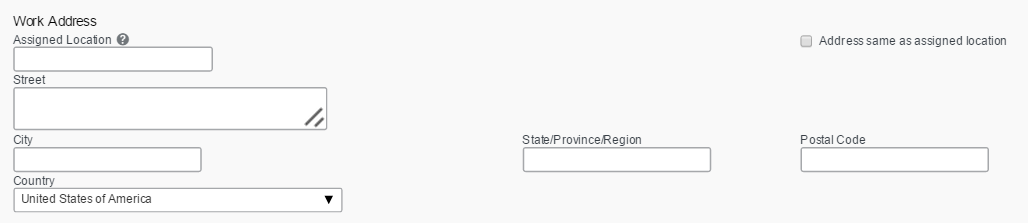 Work Address
Assigned Location ?
Address same as assigned location
Street
City
State/Province/Region
Postal Code
Country
United States of America